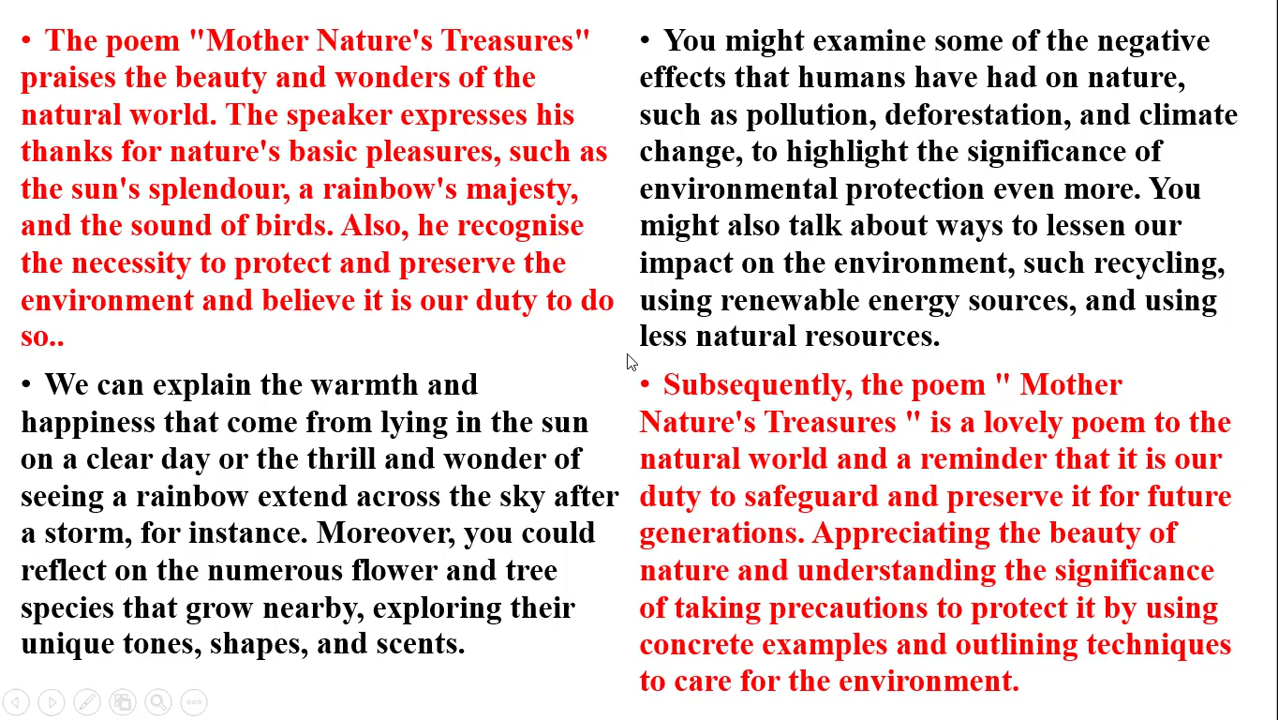 • The poem "Mother Nature's Treasures"
praises the beauty and wonders of the
natural world. The speaker expresses his
thanks for nature's basic pleasures, such as
the sun's splendour, a rainbow's majesty,
and the sound of birds. Also, he recognise
the necessity to protect and preserve the
environment and believe it is our duty to do
so..
• We can explain the warmth and
happiness that come from lying in the sun
on a clear day or the thrill and wonder of
seeing a rainbow extend across the sky after
a storm, for instance. Moreover, you could
reflect on the numerous flower and tree
species that grow nearby, exploring their
unique tones, shapes, and scents.
• You might examine some of the negative
effects that humans have had on nature,
such as pollution, deforestation, and climate
change, to highlight the significance of
environmental protection even more. You
might also talk about ways to lessen our
impact on the environment, such recycling,
using renewable energy sources, and using
less natural resources.
• Subsequently, the poem " Mother
Nature's Treasures " is a lovely poem to the
natural world and a reminder that it is our
duty to safeguard and preserve it for future
generations. Appreciating the beauty of
nature and understanding the significance
of taking precautions to protect it by using
concrete examples and outlining techniques
to care for the environment.